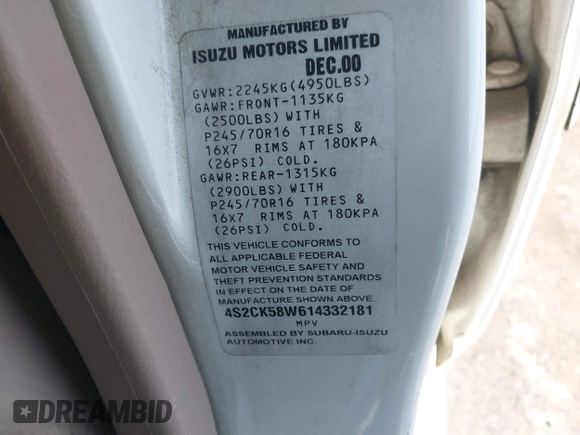 MANUFACTURED BY
ISUZU MOTORS LIMITED
DEC.00
GVWR:2245KG(4950LBS)
GAWR:FRONT-1135KG
(2500LBS)WITH
P245/70R16 TIRES &
16X7 RIMS AT 180KPA
(26PSI) COLD.
GAWR:REAR-1315KG
(2900LBS)WITH
P245/70R16 TIRES &
16X7 RIMS AT 180KPA
(26PSI) COLD.
THIS VEHICLE CONFORMS TO
ALL APPLICABLE FEDERAL
MOTOR VEHICLE SAFETY AND
THEFT PREVENTION STANDARDS
IN EFFECT ON THE DATE OF
MANUFACTURE SHOWN ABOVE.
4S2CK58W614332181
MPV
ASSEMBLED BY SUBARU-ISUZU
AUTOMOTIVE INC.
DREAMBID